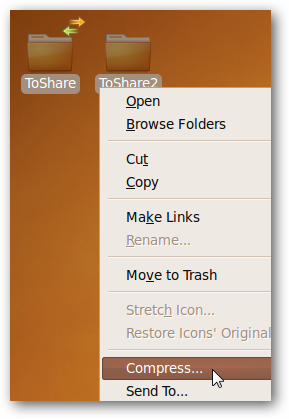 ToShare
ToShare2
Open
Browse Folders
Cut
Copy
Make Links
Rename...
Move to Trash
Stretch Icon...
Restore Icons' Original
Compress...
Send To...